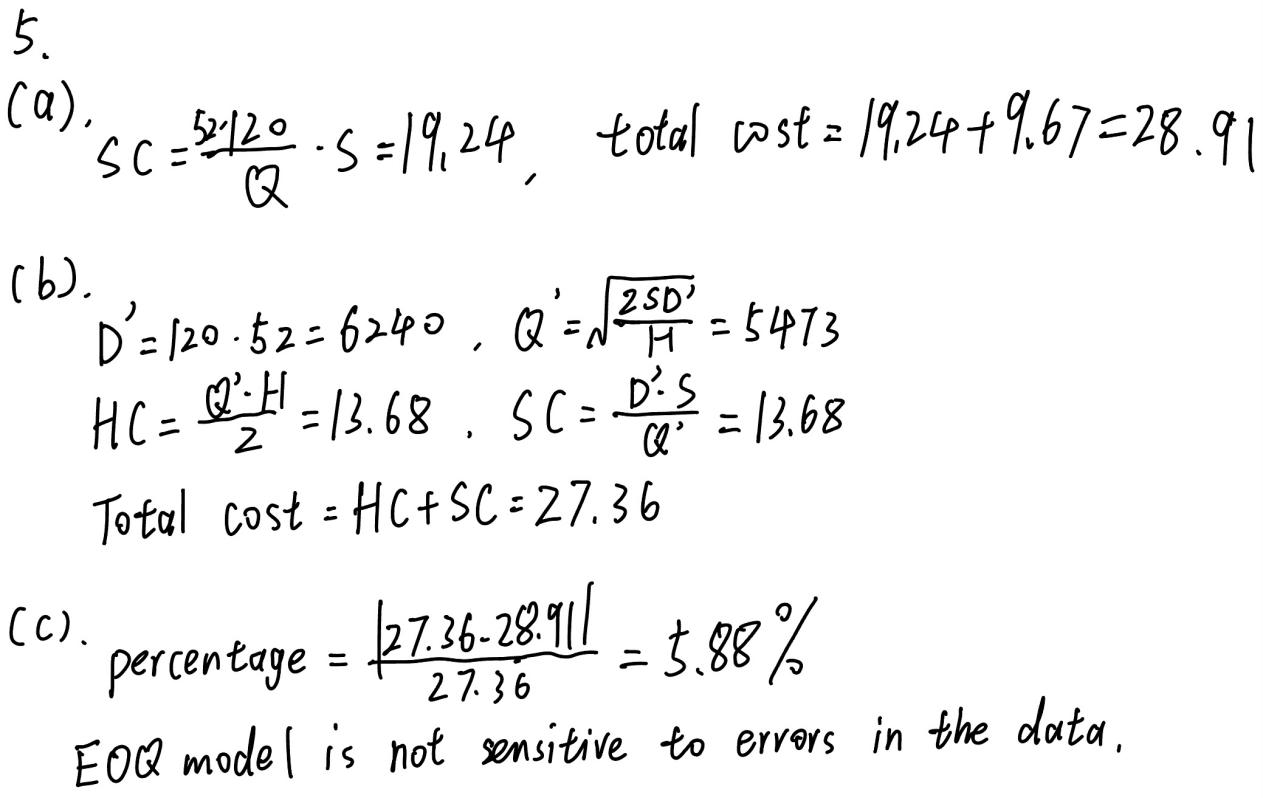 5.
(a). SC = 52·120/Q · S = 19.24, total cost = 19.24 + 9.67 = 28.91
(b).
D' = 120 · 52 = 6240 . Q' = √(2SD'/H) = 5473
HC = Q'·H/2 = 13.68 . SC = D'·S/Q' = 13.68
Total cost = HC + SC = 27.36
(c). percentage = |27.36 - 28.91|/27.36 = 5.88%
EOQ model is not sensitive to errors in the data.